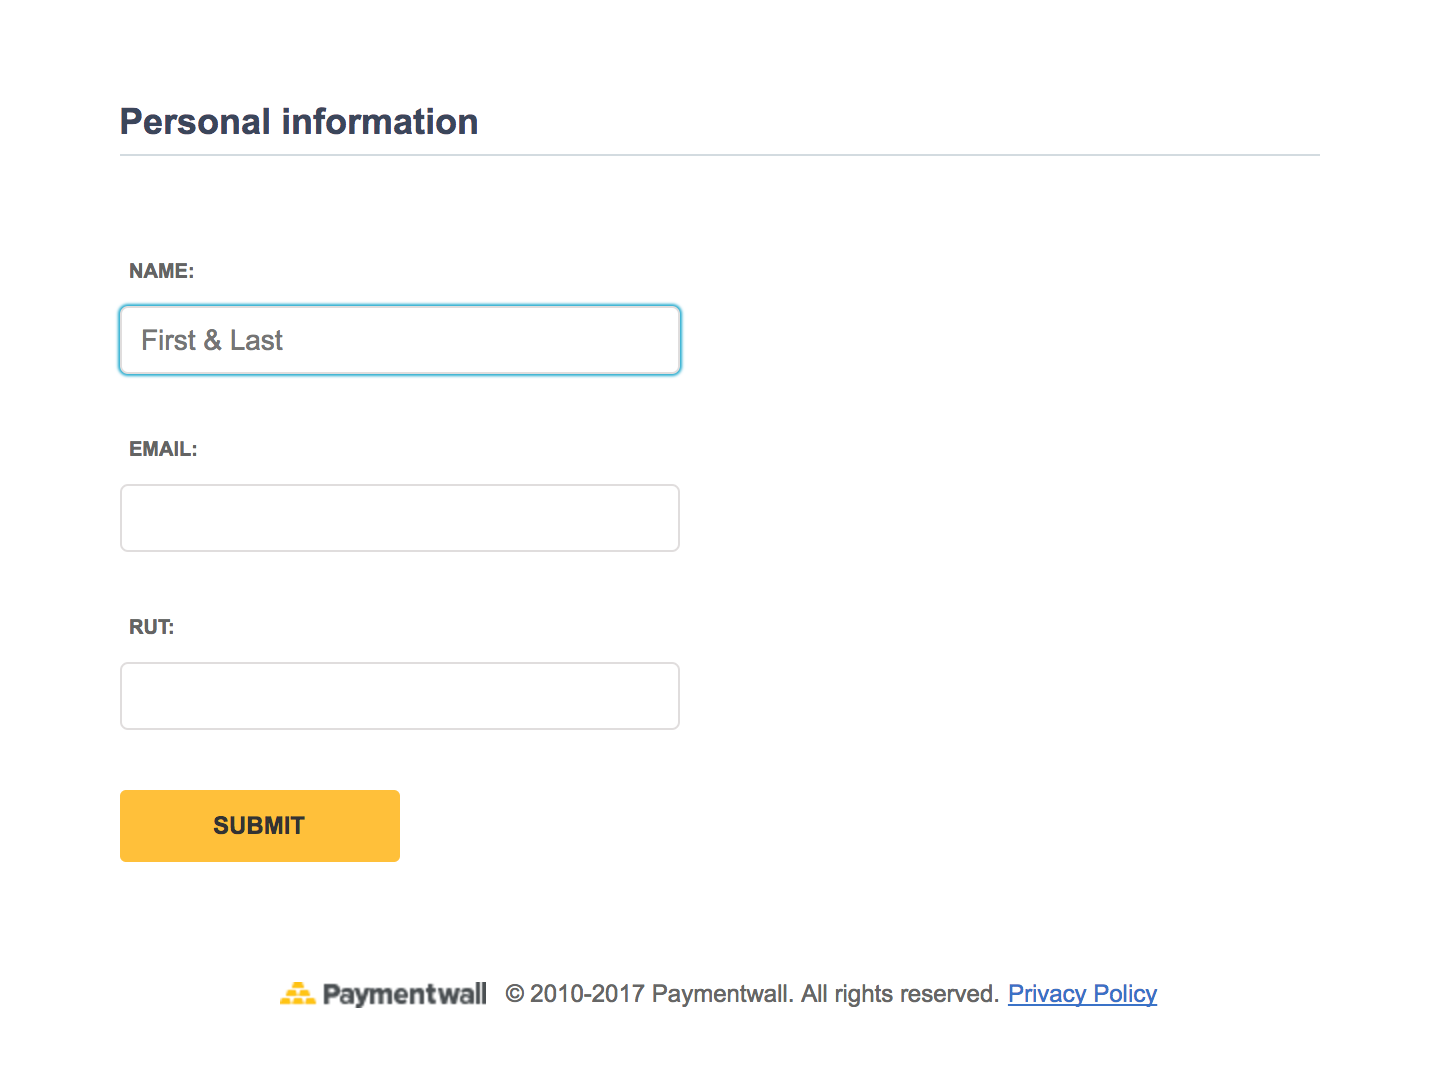 Personal information
NAME:
First & Last
EMAIL:
RUT:
SUBMIT
Paymentwall © 2010-2017 Paymentwall. All rights reserved. Privacy Policy